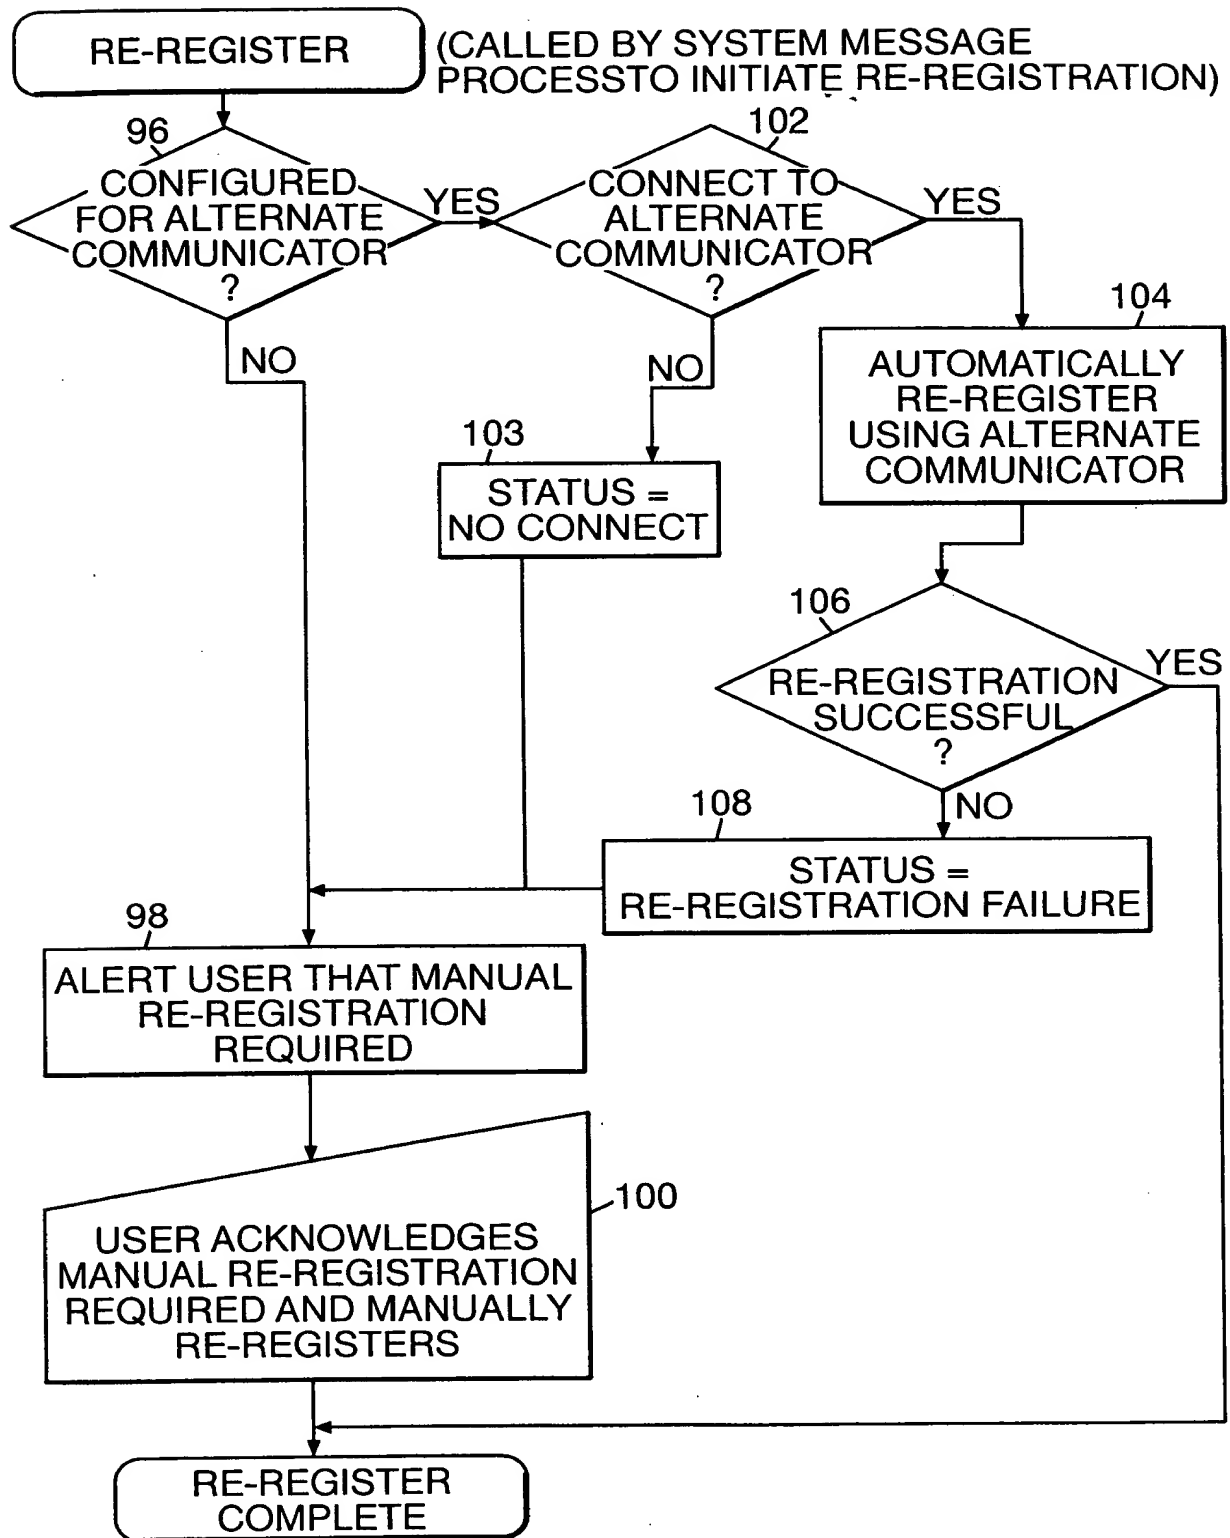 RE-REGISTER
(CALLED BY SYSTEM MESSAGE
PROCESSTO INITIATE RE-REGISTRATION)
96
CONFIGURED
FOR ALTERNATE
COMMUNICATOR
?
YES
NO
102
CONNECT TO
ALTERNATE
COMMUNICATOR
?
YES
NO
103
STATUS =
NO CONNECT
104
AUTOMATICALLY
RE-REGISTER
USING ALTERNATE
COMMUNICATOR
106
RE-REGISTRATION
SUCCESSFUL
?
YES
NO
108
STATUS =
RE-REGISTRATION FAILURE
98
ALERT USER THAT MANUAL
RE-REGISTRATION
REQUIRED
100
USER ACKNOWLEDGES
MANUAL RE-REGISTRATION
REQUIRED AND MANUALLY
RE-REGISTERS
RE-REGISTER
COMPLETE